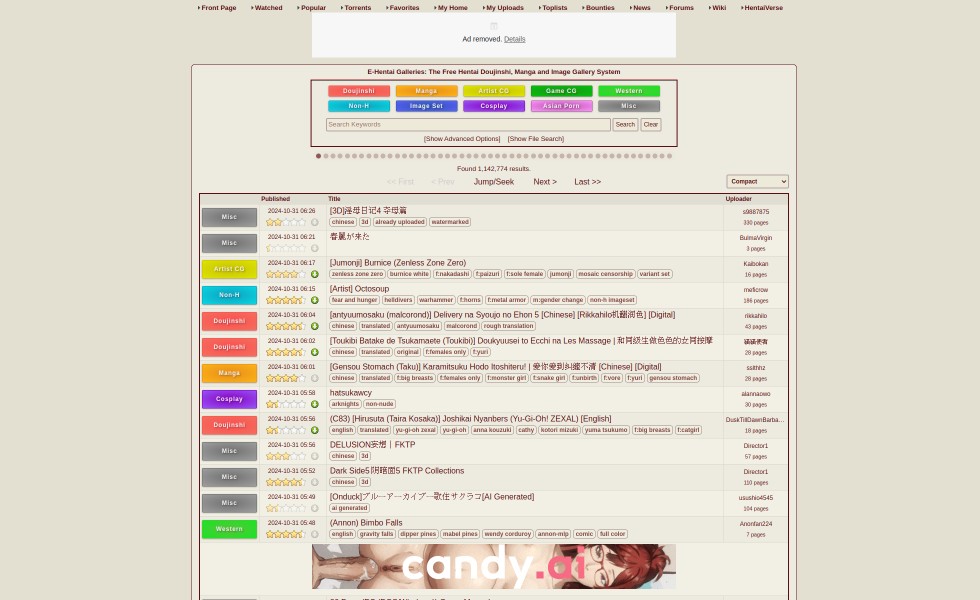 Front Page Watched Popular Torrents Favorites My Home My Uploads Toplists Bounties News Forums Wiki HentaiVerse
Ad removed. Details
E-Hentai Galleries: The Free Hentai Doujinshi, Manga and Image Gallery System
Doujinshi Manga Artist CG Game CG Western
Non-H Image Set Cosplay Asian Porn Misc
Search Keywords Search Clear
[Show Advanced Options] [Show File Search]
Found 1,142,774 results.
<< First < Prev Jump/Seek Next > Last >> Compact
Published Title Uploader
Misc 2024-10-31 06:26 [3D]淫母日记4 夺母篇 s9887875
chinese 3d already uploaded watermarked 330 pages
Misc 2024-10-31 06:21 春麗が来た BulmaVirgin
3 pages
Artist CG 2024-10-31 06:17 [Jumonji] Burnice (Zenless Zone Zero) Kaibokan
zenless zone zero burnice white f:nakadashi f:paizuri f:sole female jumonji mosaic censorship variant set 16 pages
Non-H 2024-10-31 06:15 [Artist] Octosoup meficrow
fear and hunger helldivers warhammer f:horns f:metal armor m:gender change non-h imageset 186 pages
Doujinshi 2024-10-31 06:04 [antyuumosaku (malcorond)] Delivery na Syoujo no Ehon 5 [Chinese] [Rikkahilo机翻润色] [Digital] rikkahilo
chinese translated antyuumosaku malcorond rough translation 43 pages
Doujinshi 2024-10-31 06:02 [Toukibi Batake de Tsukamaete (Toukibi)] Doukyuusei to Ecchi na Les Massage | 和同级生做色色的女同按摩
chinese translated original f:females only f:yuri 28 pages
Manga 2024-10-31 06:01 [Gensou Stomach (Taku)] Karamitsuku Hodo Itoshiteru! | 爱你爱到纠缠不清 [Chinese] [Digital] ssithhz
chinese translated f:big breasts f:females only f:monster girl f:snake girl f:unbirth f:vore f:yuri gensou stomach 28 pages
Cosplay 2024-10-31 05:58 hatsukawcy alannaowo
arknights non-nude 30 pages
Doujinshi 2024-10-31 05:56 (C83) [Hirusuta (Taira Kosaka)] Joshikai Nyanbers (Yu-Gi-Oh! ZEXAL) [English] DuskTillDawnBarba...
english translated yu-gi-oh zexal yu-gi-oh anna kouzuki cathy kotori mizuki yuma tsukumo f:big breasts f:catgirl 18 pages
Misc 2024-10-31 05:56 DELUSION妄想 | FKTP Director1
chinese 3d 57 pages
Misc 2024-10-31 05:52 Dark Side5 阴暗面5 FKTP Collections Director1
chinese 3d 110 pages
Misc 2024-10-31 05:49 [Onduck]ブルーアーカイブー歌住サクラコ[AI Generated] usushio4545
ai generated 104 pages
Western 2024-10-31 05:48 (Annon) Bimbo Falls Anonfan224
english gravity falls dipper pines mabel pines wendy corduroy annon-mlp comic full color 7 pages
candy.ai